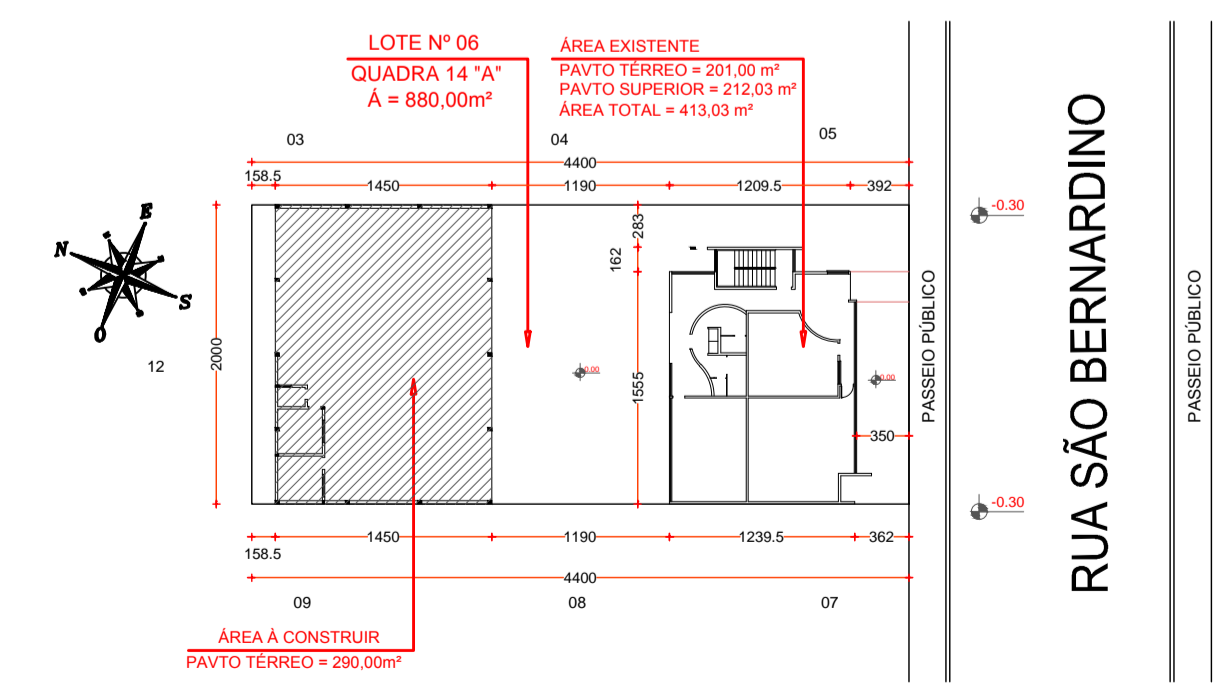 LOTE Nº 06
QUADRA 14 "A"
Á = 880,00m²
ÁREA EXISTENTE
PAVTO TÉRREO = 201,00 m²
PAVTO SUPERIOR = 212,03 m²
ÁREA TOTAL = 413,03 m²
03
04
05
4400
158.5
1450
1190
1209.5
392
-0.30
283
162
E
N
S
O
12
2000
1555
0.00
0.00
350
PASSEIO PÚBLICO
RUA SÃO BERNARDINO
PASSEIO PÚBLICO
-0.30
1450
1190
1239.5
362
158.5
4400
09
08
07
ÁREA À CONSTRUIR
PAVTO TÉRREO = 290,00m²